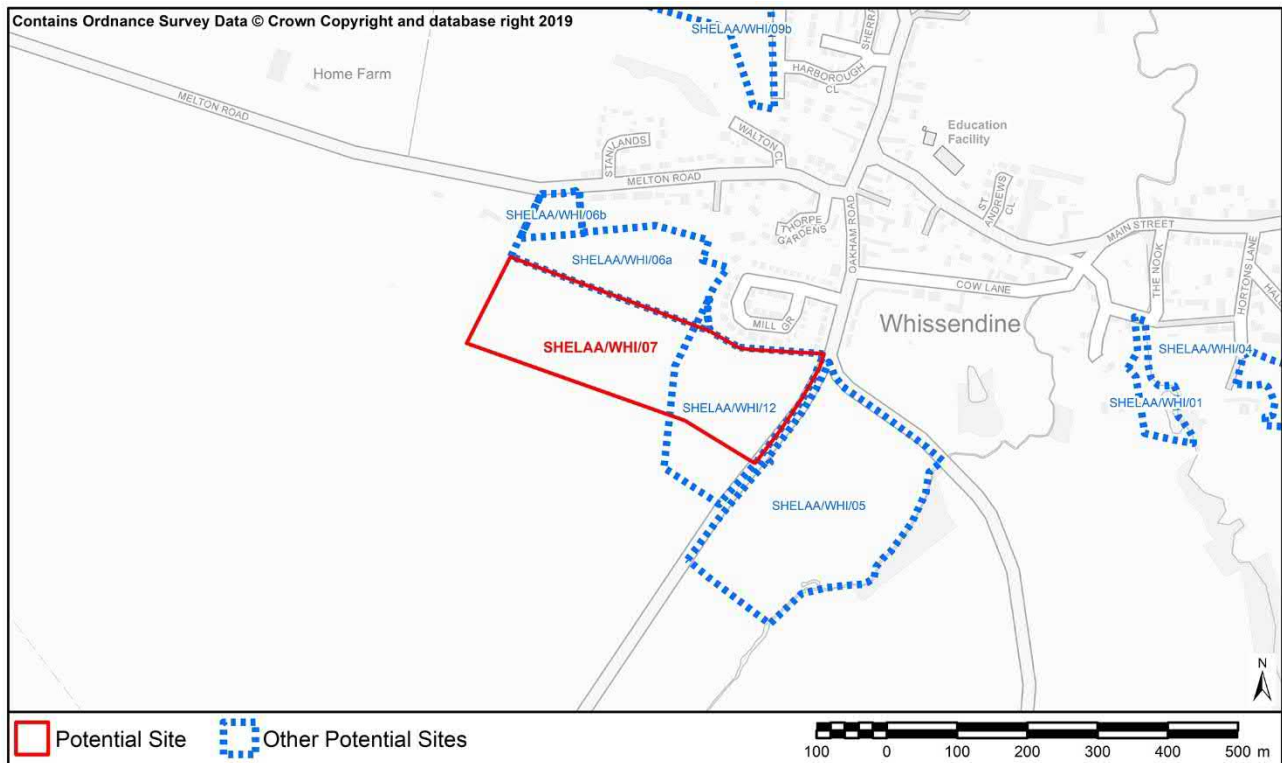 Contains Ordnance Survey Data © Crown Copyright and database right 2019
SHELAA/WHI/09b
SHERRA
HARBOROUGH
CL
Home Farm
MELTON ROAD
Education
Facility
WALTON CL
STANILANDS
MELTON ROAD
ST
ANDREWS
CL
SHELAA/WHI/06b
THORPE
GARDENS
OAKHAM ROAD
MAIN STREET
THE NOOK
HORTONS LANE
HAL
SHELAA/WHI/06a
COW LANE
MILL GR
Whissendine
SHELAA/WHI/07
SHELAA/WHI/04
SHELAA/WHI/12
SHELAA/WHI/01
SHELAA/WHI/05
N
Potential Site
Other Potential Sites
100 0 100 200 300 400 500 m